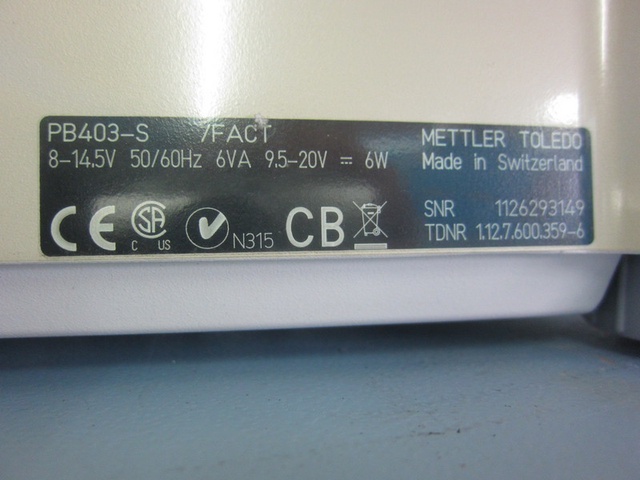 PB403-S /FACT METTLER TOLEDO
8-14.5V 50/60Hz 6VA 9.5-20V ⎓ 6W Made in Switzerland
SNR 1126293149
CE C SA US N315 CB TDNR 1.12.7.600.359-6